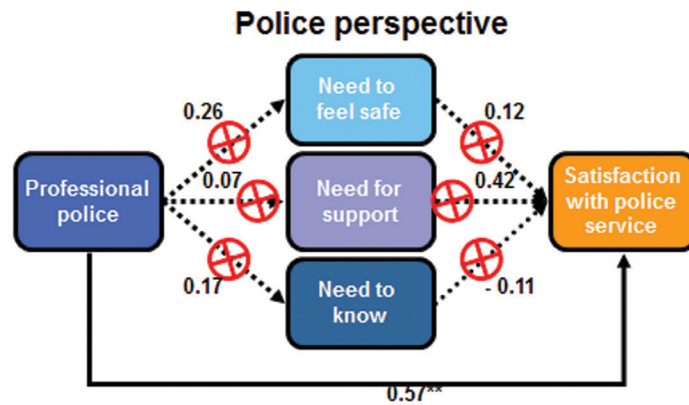 Police perspective
Need to
feel safe
0.26
0.12
Professional
police
0.07
Need for
support
0.42
Satisfaction
with police
service
0.17
Need to
know
- 0.11
0.57**